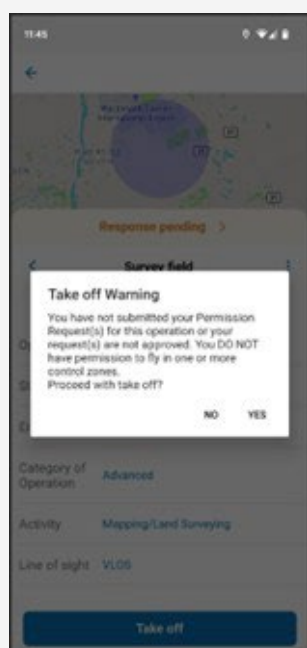 11:45
Response pending >
Survey field
Take off Warning
You have not submitted your Permission
Request(s) for this operation or your
request(s) are not approved. You DO NOT
have permission to fly in one or more
control zones.
Proceed with take off?
NO YES
Category of
Operation Advanced
Activity Mapping/Land Surveying
Line of sight VLOS
Take off